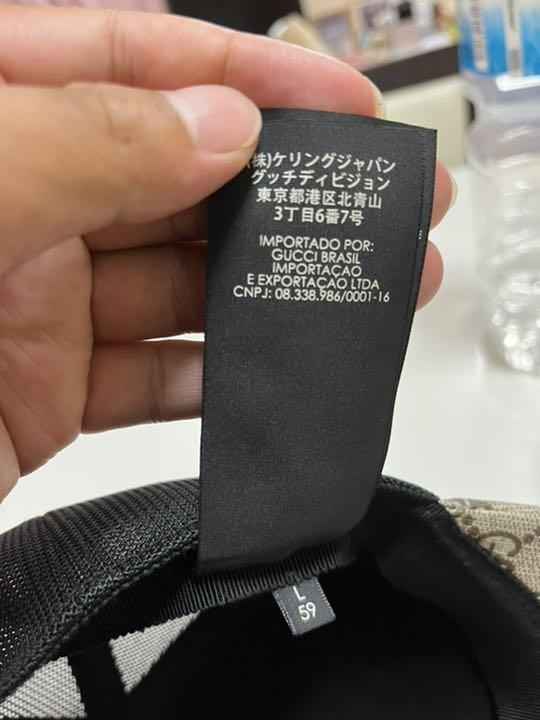 (株)ケリングジャパン
グッチディビジョン
東京都港区北青山
3丁目6番7号
IMPORTADO POR:
GUCCI BRASIL
IMPORTAÇAO
E EXPORTAÇAO LTDA
CNPJ: 08.338.986/0001-16
L
59